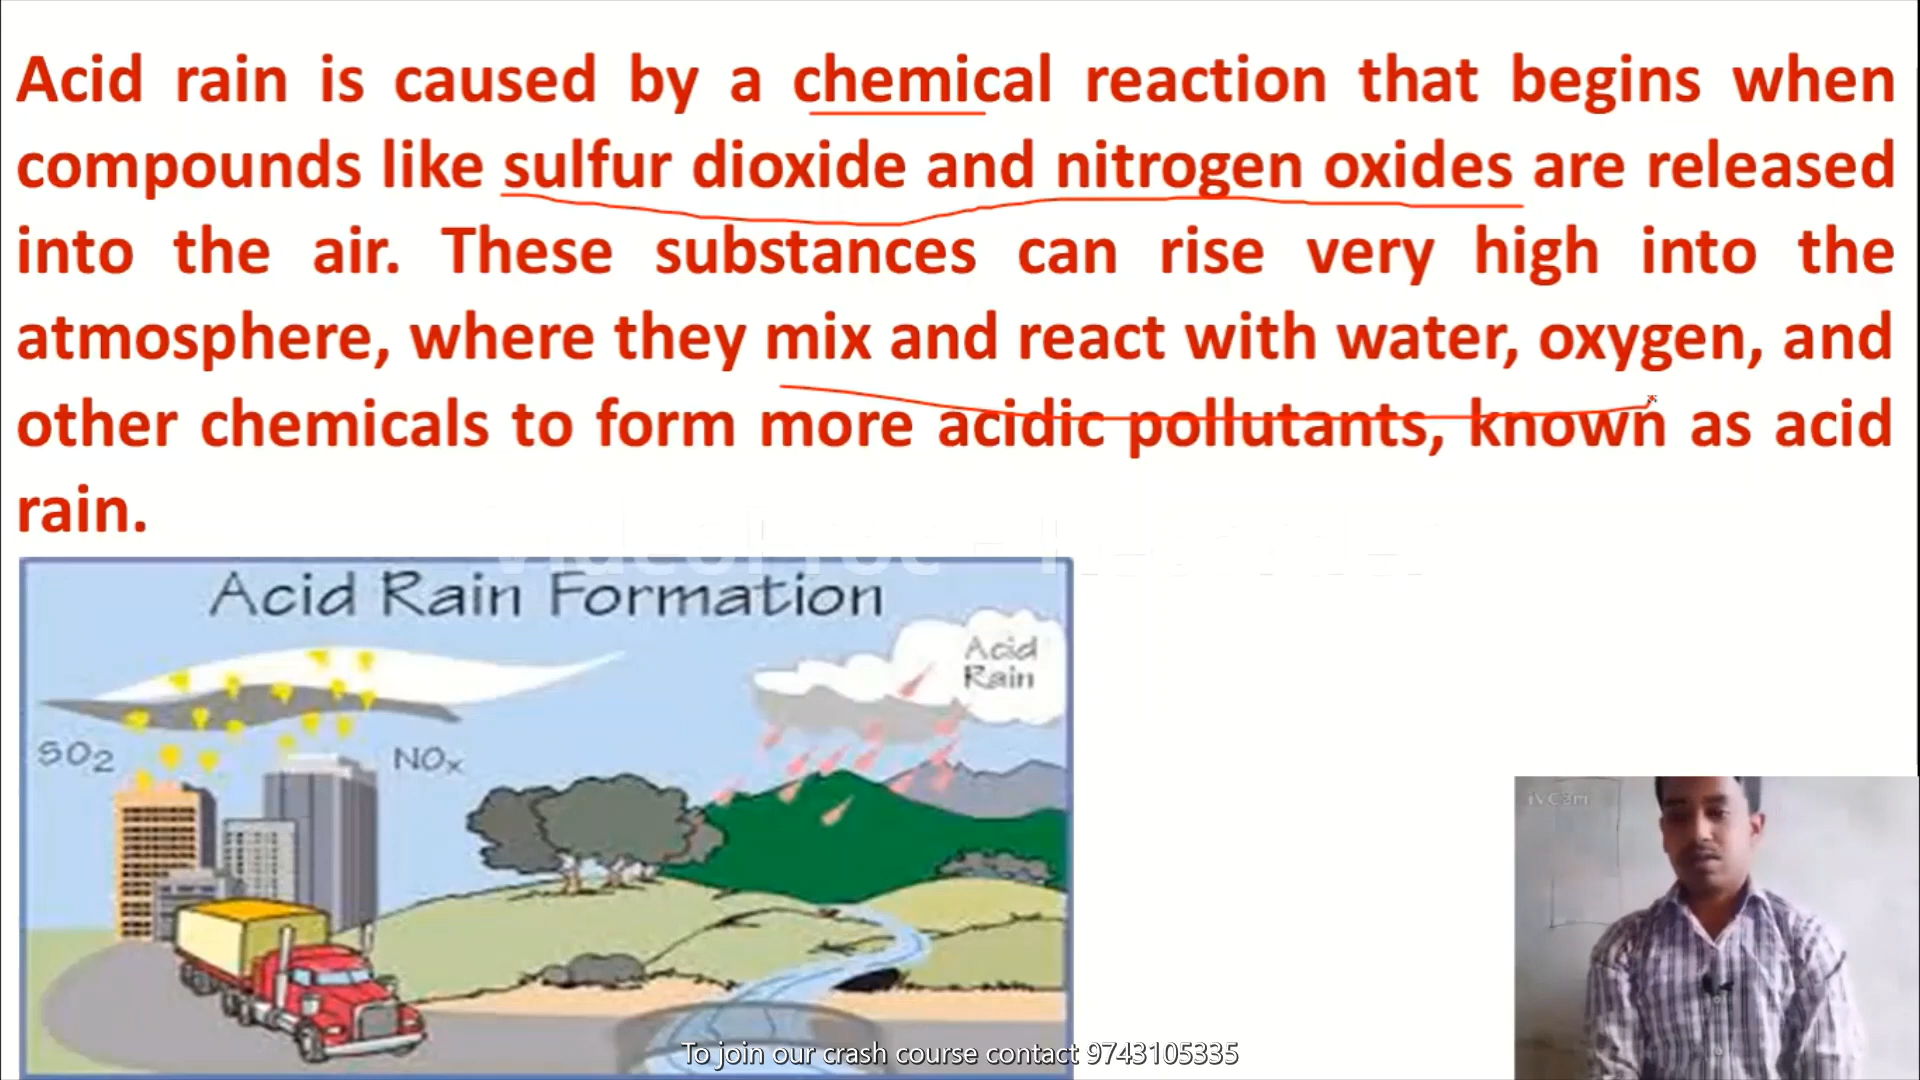 Acid rain is caused by a chemical reaction that begins when
compounds like sulfur dioxide and nitrogen oxides are released
into the air. These substances can rise very high into the
atmosphere, where they mix and react with water, oxygen, and
other chemicals to form more acidic pollutants, known as acid
rain.
Acid Rain Formation
Acid
Rain
SO2
NOx
iVCam
To join our crash course contact 9743105335